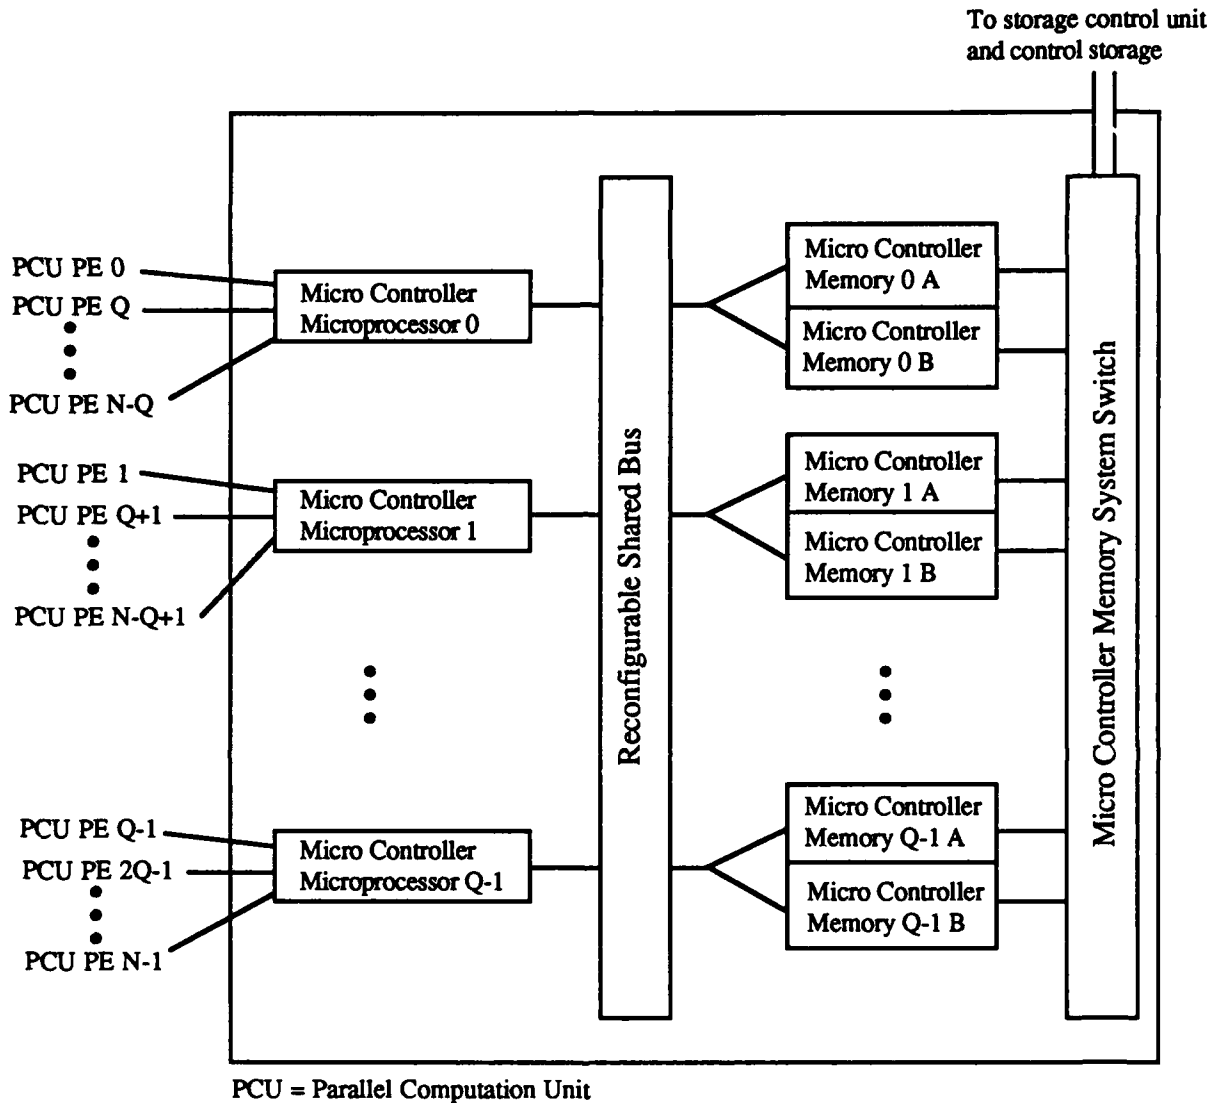 To storage control unit
and control storage
PCU PE 0
PCU PE Q
PCU PE N-Q
Micro Controller
Microprocessor 0
Micro Controller
Memory 0 A
Micro Controller
Memory 0 B
PCU PE 1
PCU PE Q+1
PCU PE N-Q+1
Micro Controller
Microprocessor 1
Reconfigurable Shared Bus
Micro Controller
Memory 1 A
Micro Controller
Memory 1 B
Micro Controller Memory System Switch
PCU PE Q-1
PCU PE 2Q-1
PCU PE N-1
Micro Controller
Microprocessor Q-1
Micro Controller
Memory Q-1 A
Micro Controller
Memory Q-1 B
PCU = Parallel Computation Unit